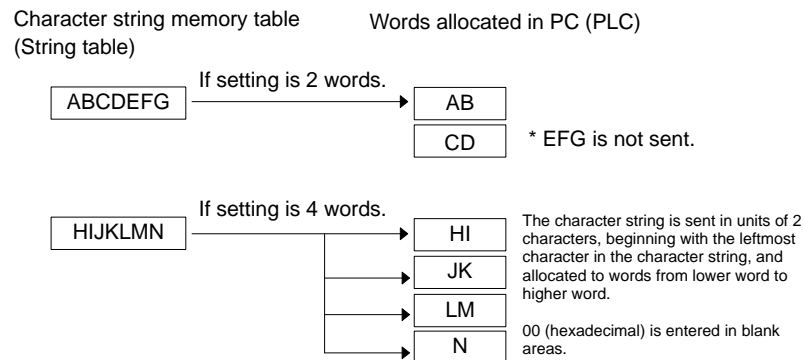 Character string memory table
(String table)
Words allocated in PC (PLC)
If setting is 2 words.
ABCDEFG
AB
CD
* EFG is not sent.
If setting is 4 words.
HIJKLMN
HI
JK
LM
N
The character string is sent in units of 2
characters, beginning with the leftmost
character in the character string, and
allocated to words from lower word to
higher word.
00 (hexadecimal) is entered in blank
areas.